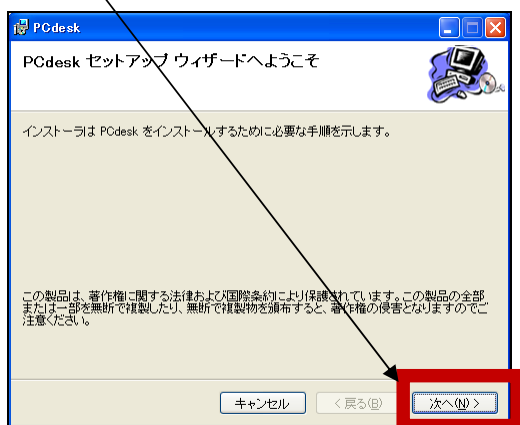 PCdesk
PCdesk セットアップ ウィザードへようこそ
インストーラは PCdesk をインストールするために必要な手順を示します。
この製品は、著作権に関する法律および国際条約により保護されています。この製品の全部
または一部を無断で複製したり、無断で複製物を頒布すると、著作権の侵害となりますのでご
注意ください。
キャンセル < 戻る(B) 次へ(N) >